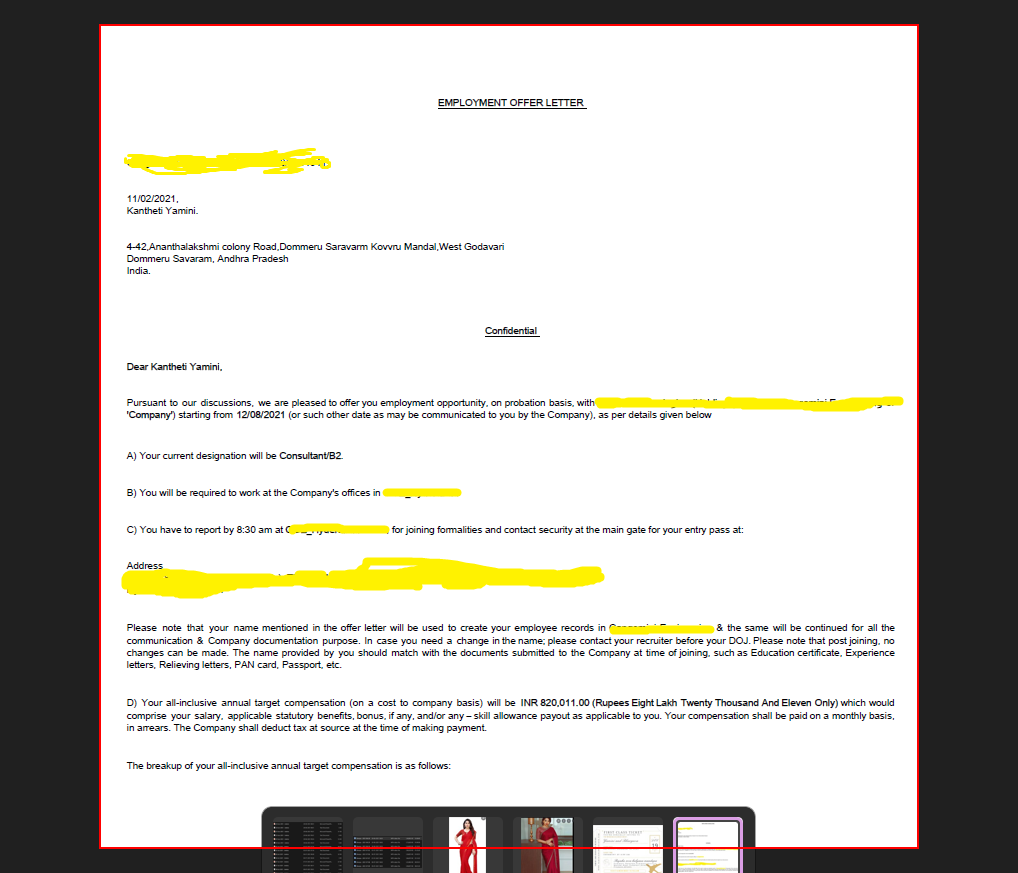 EMPLOYMENT OFFER LETTER
11/02/2021,
Kantheti Yamini.
4-42,Ananthalakshmi colony Road,Dommeru Saravarm Kovvru Mandal,West Godavari
Dommeru Savaram, Andhra Pradesh
India.
Confidential
Dear Kantheti Yamini,
Pursuant to our discussions, we are pleased to offer you employment opportunity, on probation basis, with
'Company') starting from 12/08/2021 (or such other date as may be communicated to you by the Company), as per details given below
A) Your current designation will be Consultant/B2.
B) You will be required to work at the Company's offices in
C) You have to report by 8:30 am at , for joining formalities and contact security at the main gate for your entry pass at:
Address
Please note that your name mentioned in the offer letter will be used to create your employee records in & the same will be continued for all the
communication & Company documentation purpose. In case you need a change in the name; please contact your recruiter before your DOJ. Please note that post joining, no
changes can be made. The name provided by you should match with the documents submitted to the Company at time of joining, such as Education certificate, Experience
letters, Relieving letters, PAN card, Passport, etc.
D) Your all-inclusive annual target compensation (on a cost to company basis) will be INR 820,011.00 (Rupees Eight Lakh Twenty Thousand And Eleven Only) which would
comprise your salary, applicable statutory benefits, bonus, if any, and/or any – skill allowance payout as applicable to you. Your compensation shall be paid on a monthly basis,
in arrears. The Company shall deduct tax at source at the time of making payment.
The breakup of your all-inclusive annual target compensation is as follows:
FIRST CLASS TICKET